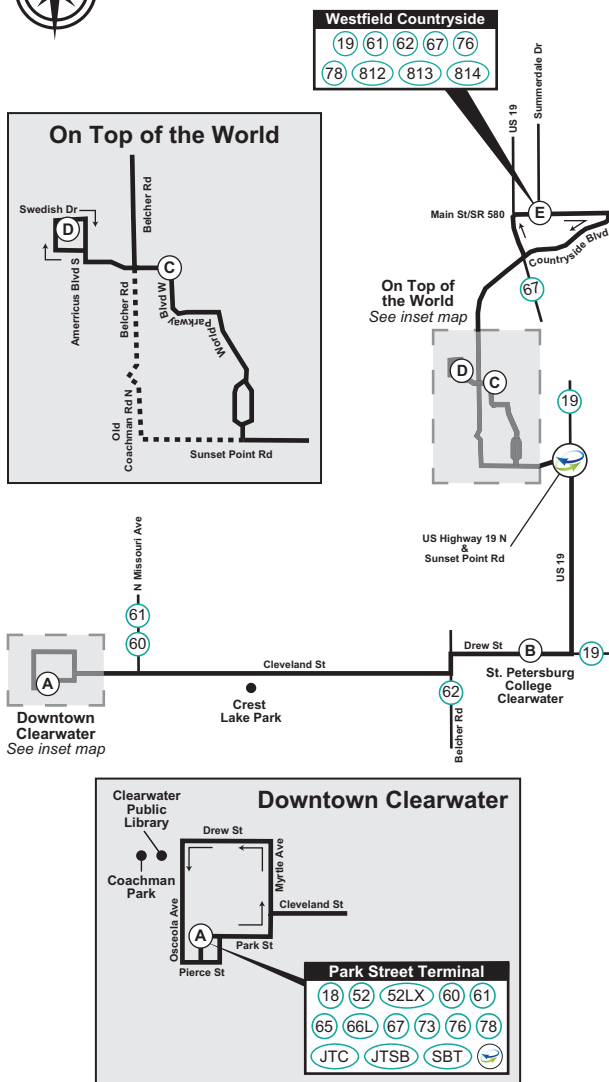 Westfield Countryside
19 61 62 67 76
78 812 813 814
US 19
Summerdale Dr
Main St/SR 580
E
Countryside Blvd
67
On Top of the World
Swedish Dr
D
Belcher Rd
C
Americus Blvd S
Belcher Rd
Blvd W
Parkway
World
Old
Coachman Rd N
Sunset Point Rd
On Top of
the World
See inset map
D
C
19
US Highway 19 N
&
Sunset Point Rd
US 19
N Missouri Ave
61
60
A
Cleveland St
Crest
Lake Park
Drew St
B
19
St. Petersburg
College
Clearwater
62
Belcher Rd
Downtown
Clearwater
See inset map
Downtown Clearwater
Clearwater
Public
Library
Coachman
Park
Drew St
Myrtle Ave
Cleveland St
Osceola Ave
A
Park St
Pierce St
Park Street Terminal
18 52 52LX 60 61
65 66L 67 73 76 78
JTC JTSB SBT